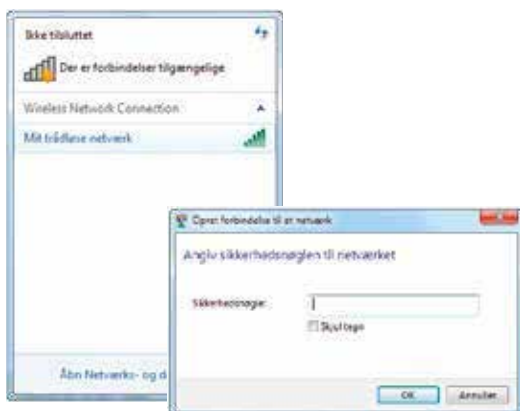 Ikke tilsluttet
Der er forbindelser tilgængelige
Wireless Network Connection
Mit trådløse netværk
Åbn Netværks- og d
Opret forbindelse til et netværk
Angiv sikkerhedsnøglen til netværket
Sikkerhedsnøgle:
Skjul tegn
OK
Annuller